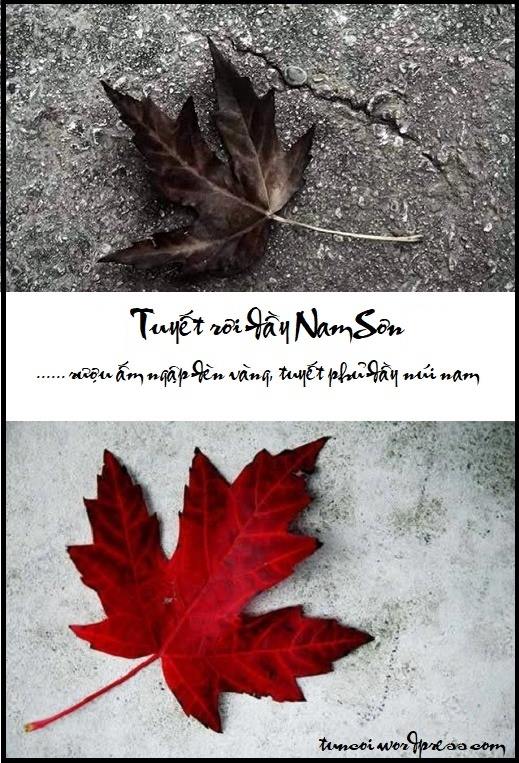 Tuyết rơi đầy Nam Sơn
...... rượu ấm ngập đèn vàng, tuyết phủ đầy núi nam
tuncoi.wordpress.com